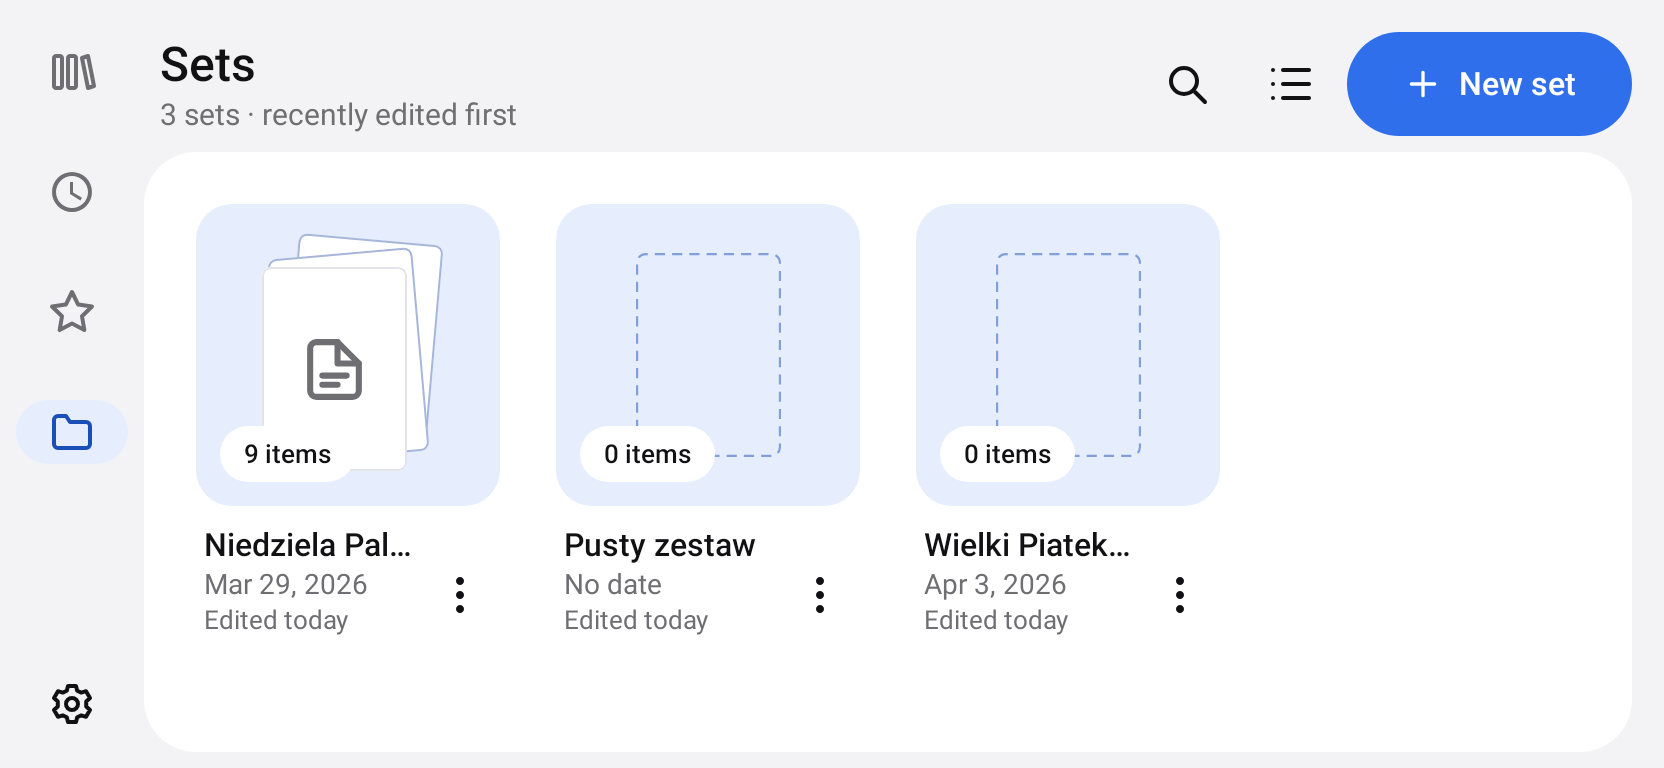 Sets
3 sets · recently edited first
New set
9 items
0 items
0 items
Niedziela Pal...
Mar 29, 2026
Edited today
Pusty zestaw
No date
Edited today
Wielki Piatek...
Apr 3, 2026
Edited today